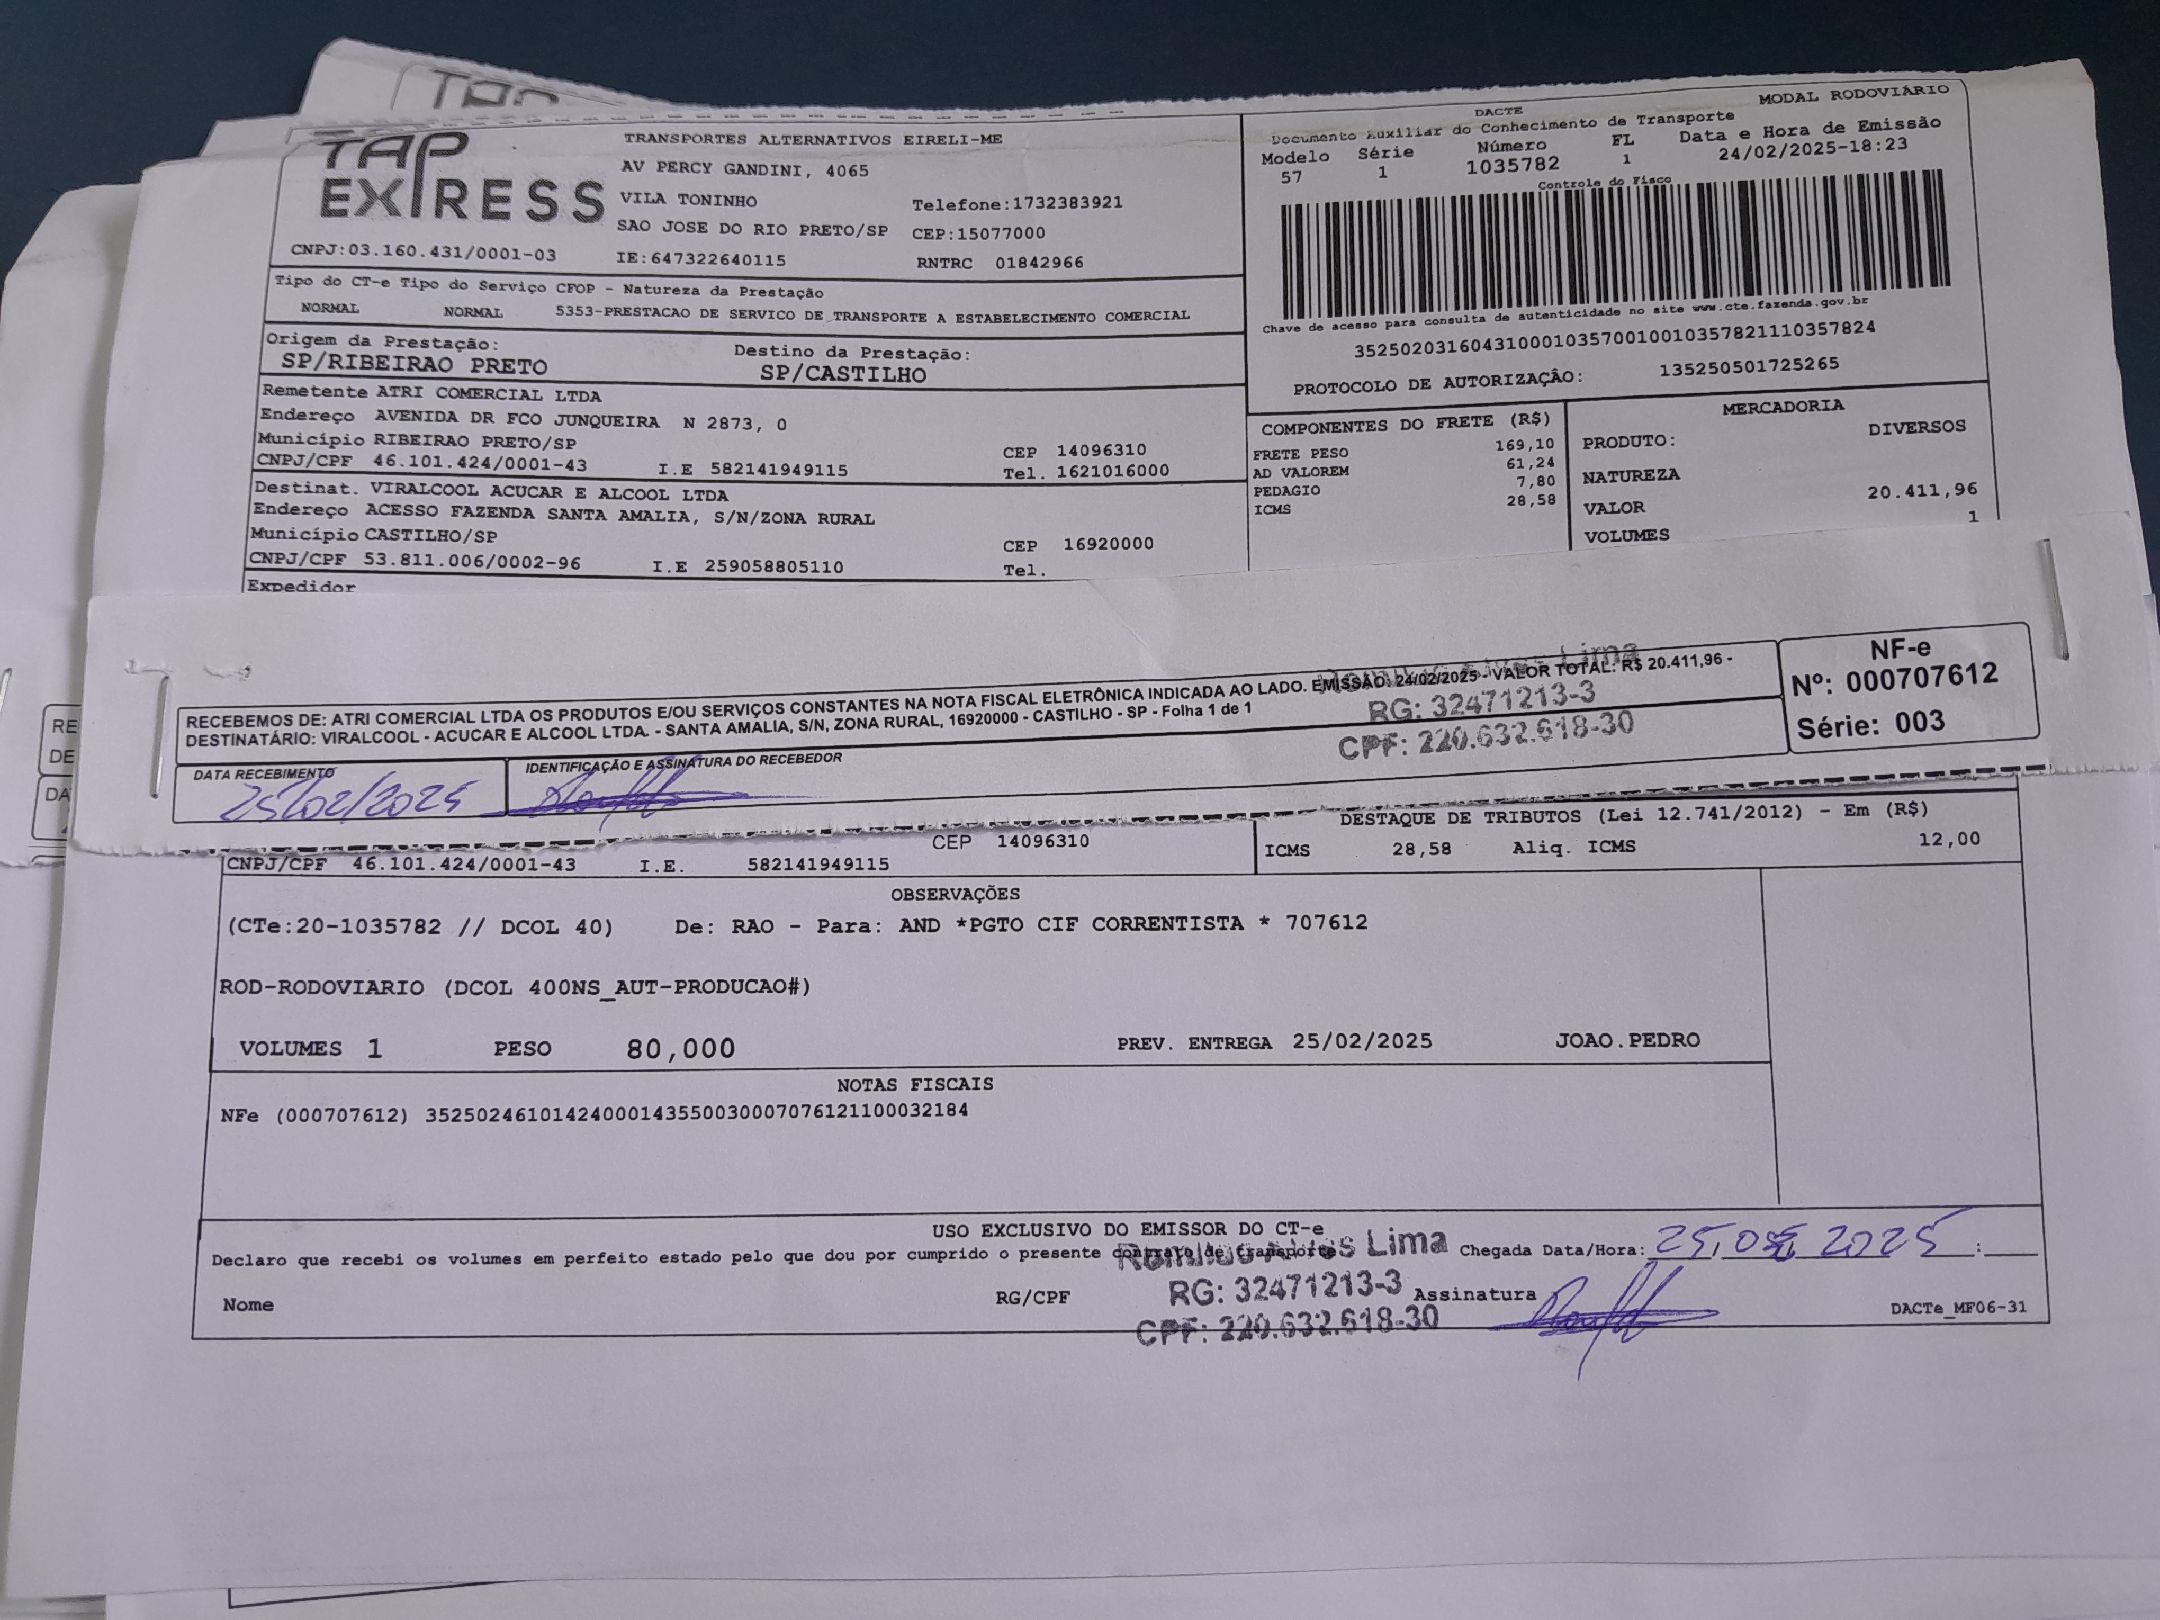 TAP
EXPRESS
TRANSPORTES ALTERNATIVOS EIRELI-ME
AV PERCY GANDINI, 4065
VILA TONINHO
Telefone:1732383921
SAO JOSE DO RIO PRETO/SP CEP:15077000
CNPJ:03.160.431/0001-03 IE:647322640115 RNTRC 01842966
DACTE
MODAL RODOVIÁRIO
Documento Auxiliar do Conhecimento de Transporte
Modelo Série Número FL Data e Hora de Emissão
57 1 1035782 1 24/02/2025-18:23
Controle do Fisco
Chave de acesso para consulta de autenticidade no site www.cte.fazenda.gov.br
35250203160431000103570010010357821110357824
PROTOCOLO DE AUTORIZAÇÃO: 135250501725265
Tipo do CT-e Tipo do Serviço CFOP - Natureza da Prestação
NORMAL NORMAL 5353-PRESTACAO DE SERVICO DE TRANSPORTE A ESTABELECIMENTO COMERCIAL
Origem da Prestação: Destino da Prestação:
SP/RIBEIRAO PRETO SP/CASTILHO
Remetente ATRI COMERCIAL LTDA
Endereço AVENIDA DR FCO JUNQUEIRA N 2873, 0
Município RIBEIRAO PRETO/SP CEP 14096310
CNPJ/CPF 46.101.424/0001-43 I.E 582141949115 Tel. 1621016000
Destinat. VIRALCOOL ACUCAR E ALCOOL LTDA
Endereço ACESSO FAZENDA SANTA AMALIA, S/N/ZONA RURAL
Município CASTILHO/SP CEP 16920000
CNPJ/CPF 53.811.006/0002-96 I.E 259058805110 Tel.
Expedidor
COMPONENTES DO FRETE (R$)
FRETE PESO 169,10
AD VALOREM 61,24
PEDAGIO 7,80
ICMS 28,58
MERCADORIA
PRODUTO: DIVERSOS
NATUREZA
VALOR 20.411,96
VOLUMES 1
RECEBEMOS DE: ATRI COMERCIAL LTDA OS PRODUTOS E/OU SERVIÇOS CONSTANTES NA NOTA FISCAL ELETRÔNICA INDICADA AO LADO. EMISSÃO: 24/02/2025 - VALOR TOTAL: R$ 20.411,96 -
DESTINATÁRIO: VIRALCOOL - ACUCAR E ALCOOL LTDA. - SANTA AMALIA, S/N, ZONA RURAL, 16920000 - CASTILHO - SP - Folha 1 de 1
Alves Lima
RG: 32471213-3
CPF: 220.632.618-30
NF-e
Nº: 000707612
Série: 003
DATA RECEBIMENTO
25/02/2025
IDENTIFICAÇÃO E ASSINATURA DO RECEBEDOR
RE
DE
DA
CEP 14096310
CNPJ/CPF 46.101.424/0001-43 I.E. 582141949115
DESTAQUE DE TRIBUTOS (Lei 12.741/2012) - Em (R$)
ICMS 28,58 Aliq. ICMS 12,00
OBSERVAÇÕES
(CTe:20-1035782 // DCOL 40) De: RAO - Para: AND *PGTO CIF CORRENTISTA * 707612
ROD-RODOVIARIO (DCOL 400NS_AUT-PRODUCAO#)
VOLUMES 1 PESO 80,000 PREV. ENTREGA 25/02/2025 JOAO.PEDRO
NOTAS FISCAIS
NFe (000707612) 35250246101424000143550030007076121100032184
USO EXCLUSIVO DO EMISSOR DO CT-e
Declaro que recebi os volumes em perfeito estado pelo que dou por cumprido o presente contrato de transporte
Alves Lima
Chegada Data/Hora: 25, 02 2025 :
Nome RG/CPF
RG: 32471213-3
CPF: 220.632.618-30
Assinatura
DACTe_MF06-31